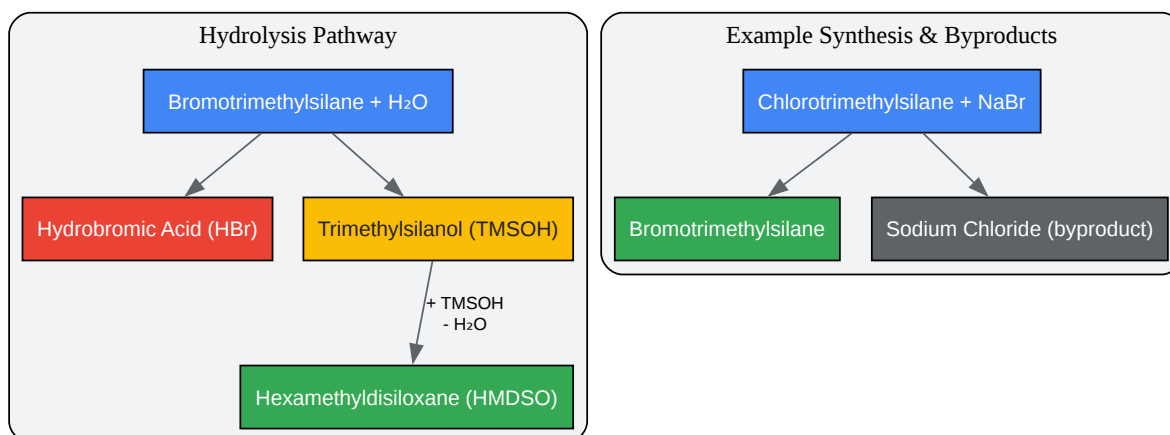 Hydrolysis Pathway
Bromotrimethylsilane + H₂O
Hydrobromic Acid (HBr)
Trimethylsilanol (TMSOH)
+ TMSOH
- H₂O
Hexamethyldisiloxane (HMDSO)
Example Synthesis & Byproducts
Chlorotrimethylsilane + NaBr
Bromotrimethylsilane
Sodium Chloride (byproduct)